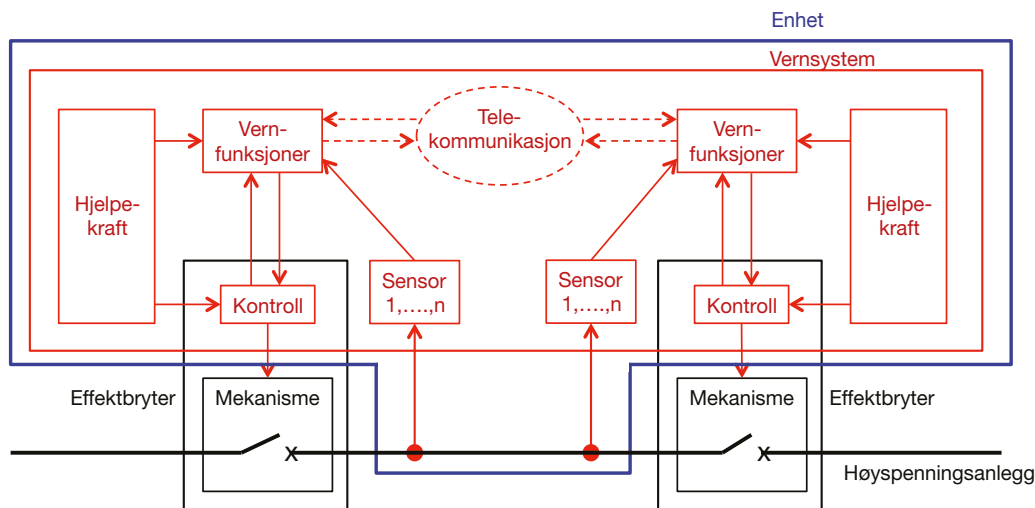 Enhet
Vernsystem
Vern-
funksjoner
Tele-
kommunikasjon
Vern-
funksjoner
Hjelpe-
kraft
Hjelpe-
kraft
Kontroll
Sensor
1,....,n
Sensor
1,....,n
Kontroll
Effektbryter
Mekanisme
Mekanisme
Effektbryter
x
x
Høyspenningsanlegg